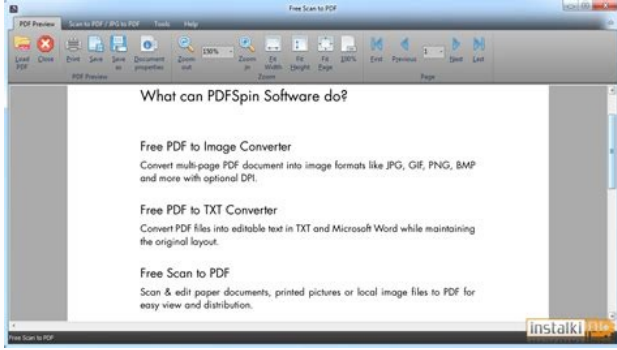 Free Scan to PDF
PDF Preview Scan to PDF / JPG to PDF Tools Help
Load PDF Close Print Save Save as Document properties Zoom out 150% Zoom in Fit Width Fit Height Fit Page 100% First Previous 1 Next Last
PDF Preview Zoom Page
What can PDFSpin Software do?
Free PDF to Image Converter
Convert multi-page PDF document into image formats like JPG, GIF, PNG, BMP
and more with optional DPI.
Free PDF to TXT Converter
Convert PDF files into editable text in TXT and Microsoft Word while maintaining
the original layout.
Free Scan to PDF
Scan & edit paper documents, printed pictures or local image files to PDF for
easy view and distribution.
instalki
Free Scan to PDF